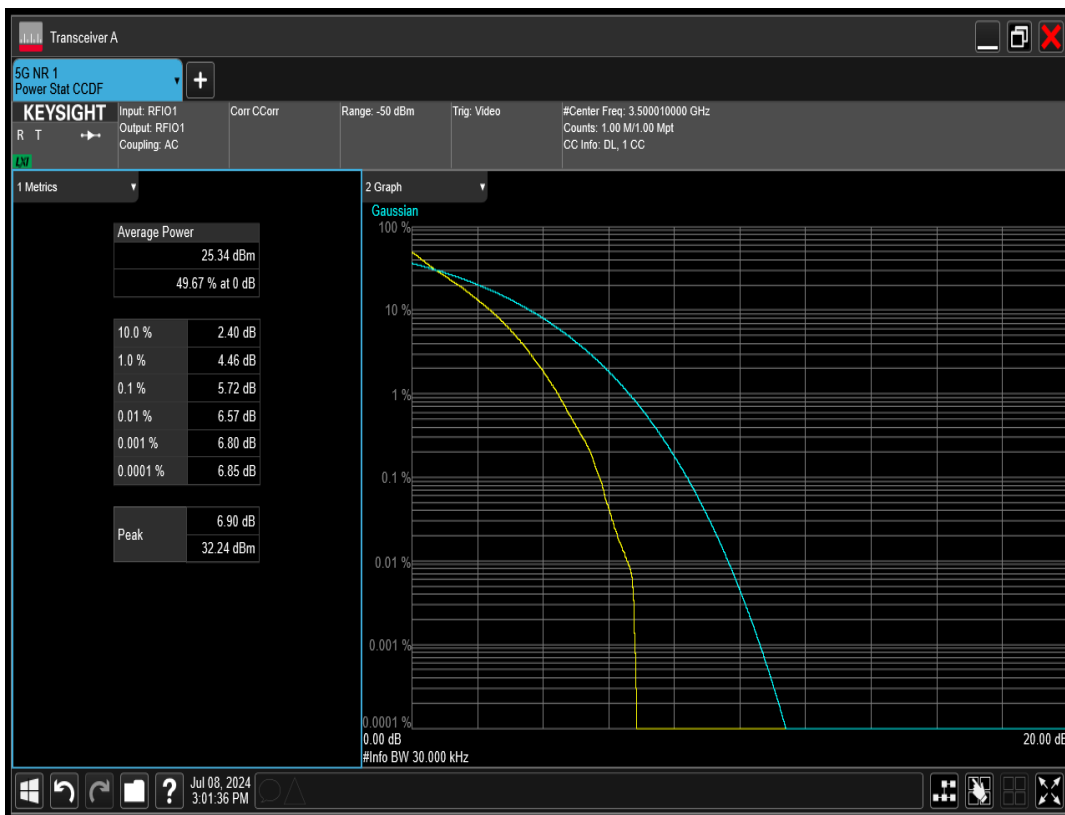 Transceiver A
5G NR 1
Power Stat CCDF
+
KEYSIGHT
R T
LXI
Input: RFIO1
Output: RFIO1
Coupling: AC
Corr CCorr
Range: -50 dBm
Trig: Video
#Center Freq: 3.500010000 GHz
Counts: 1.00 M/1.00 Mpt
CC Info: DL, 1 CC
1 Metrics
Average Power
25.34 dBm
49.67 % at 0 dB
10.0 % 2.40 dB
1.0 % 4.46 dB
0.1 % 5.72 dB
0.01 % 6.57 dB
0.001 % 6.80 dB
0.0001 % 6.85 dB
Peak
6.90 dB
32.24 dBm
2 Graph
Gaussian
100 %
10 %
1 %
0.1 %
0.01 %
0.001 %
0.0001 %
0.00 dB 20.00 dB
#Info BW 30.000 kHz
?
Jul 08, 2024
3:01:36 PM